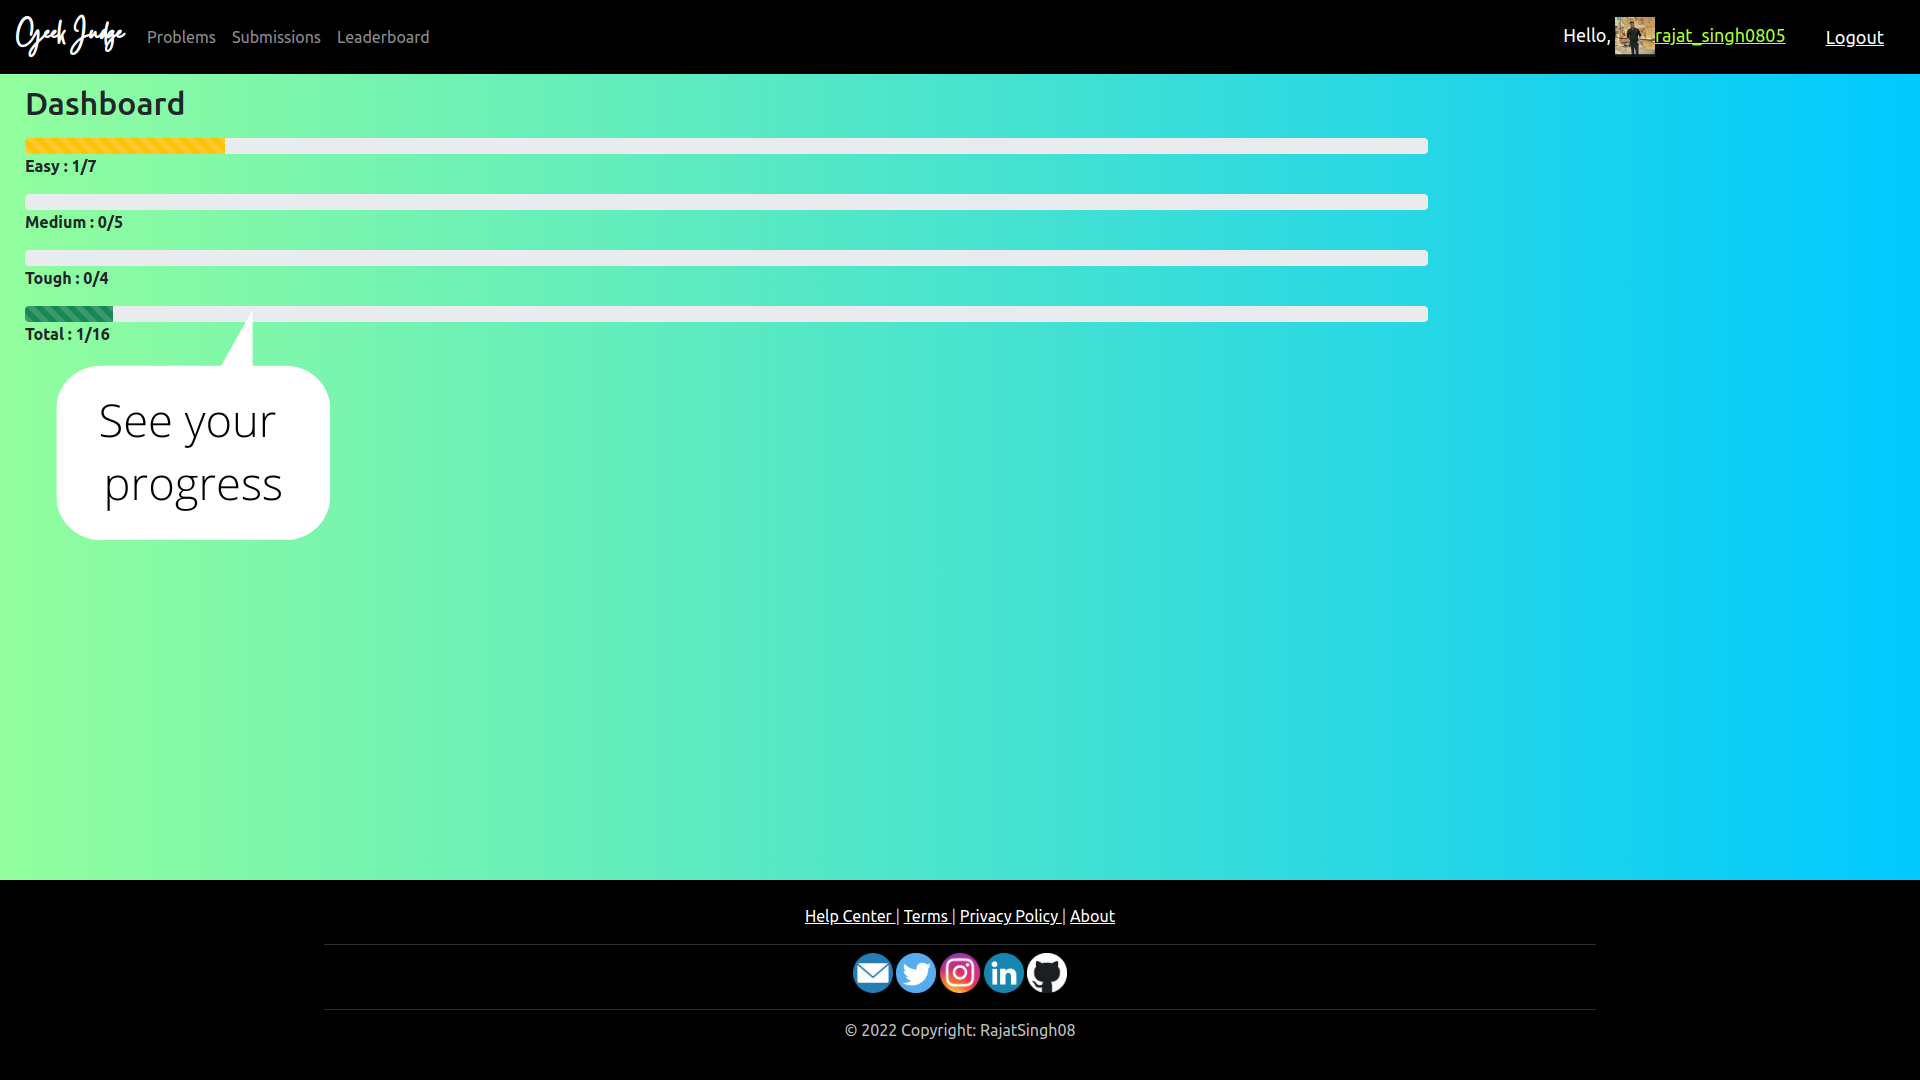 Geek Judge Problems Submissions Leaderboard Hello, rajat_singh0805 Logout
Dashboard
Easy : 1/7
Medium : 0/5
Tough : 0/4
Total : 1/16
See your
progress
Help Center | Terms | Privacy Policy | About
in
© 2022 Copyright: RajatSingh08